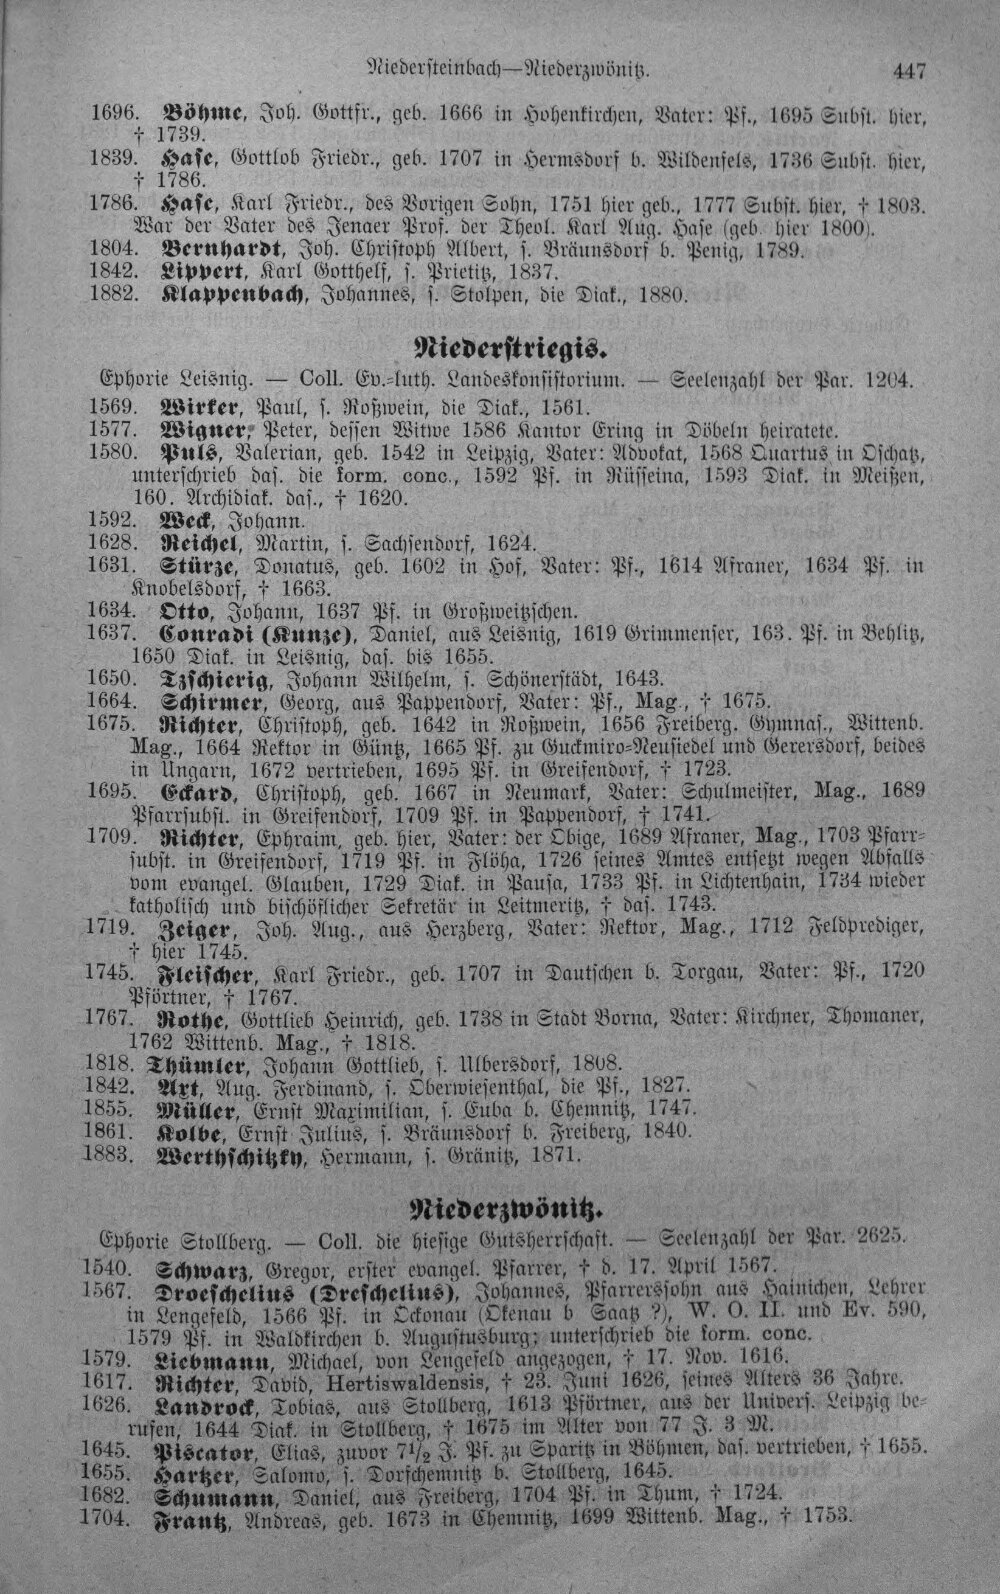 Niedersteinbach—Niederzwönitz. 447
1696. Böhme, Joh. Gottfr., geb. 1666 in Hohenkirchen, Vater: Pf., 1695 Subst. hier,
† 1739.
1839. Hase, Gottlob Friedr., geb. 1707 in Hermsdorf b. Wildenfels, 1736 Subst. hier,
† 1786.
1786. Hase, Karl Friedr., des Vorigen Sohn, 1751 hier geb., 1777 Subst. hier, † 1803.
War der Vater des Jenaer Prof. der Theol. Karl Aug. Hase (geb. hier 1800).
1804. Bernhardt, Joh. Christoph Albert, s. Bräunsdorf b. Penig, 1789.
1842. Lippert, Karl Gotthelf, s. Prietitz, 1837.
1882. Klappenbach, Johannes, s. Stolpen, die Diak., 1880.
Niederstriegis.
Ephorie Leisnig. — Coll. Ev.=luth. Landeskonsistorium. — Seelenzahl der Par. 1204.
1569. Wirker, Paul, s. Roßwein, die Diak., 1561.
1577. Wigner, Peter, dessen Witwe 1586 Kantor Ering in Döbeln heiratete.
1580. Puls, Valerian, geb. 1542 in Leipzig, Vater: Advokat, 1568 Quartus in Oschatz,
unterschrieb das. die form. conc., 1592 Pf. in Rüsseina, 1593 Diak. in Meißen,
160. Archidiak. das., † 1620.
1592. Weck, Johann.
1628. Reichel, Martin, s. Sachsendorf, 1624.
1631. Stürze, Donatus, geb. 1602 in Hof, Vater: Pf., 1614 Afraner, 1634 Pf. in
Knobelsdorf, † 1663.
1634. Otto, Johann, 1637 Pf. in Großweitzschen.
1637. Conradi (Kunze), Daniel, aus Leisnig, 1619 Grimmenser, 163. Pf. in Behlitz,
1650 Diak. in Leisnig, das. bis 1655.
1650. Tzschierig, Johann Wilhelm, s. Schönerstädt, 1643.
1664. Schirmer, Georg, aus Pappendorf, Vater: Pf., Mag., † 1675.
1675. Richter, Christoph, geb. 1642 in Roßwein, 1656 Freiberg. Gymnas., Wittenb.
Mag., 1664 Rektor in Güntz, 1665 Pf. zu Guckmiro=Neusiedel und Gerersdorf, beides
in Ungarn, 1672 vertrieben, 1695 Pf. in Greifendorf, † 1723.
1695. Eckard, Christoph, geb. 1667 in Neumark, Vater: Schulmeister, Mag., 1689
Pfarrsubst. in Greifendorf, 1709 Pf. in Pappendorf, † 1741.
1709. Richter, Ephraim, geb. hier, Vater: der Obige, 1689 Afraner, Mag., 1703 Pfarr=
subst. in Greifendorf, 1719 Pf. in Flöha, 1726 seines Amtes entsetzt wegen Abfalls
vom evangel. Glauben, 1729 Diak. in Pausa, 1733 Pf. in Lichtenhain, 1734 wieder
katholisch und bischöflicher Sekretär in Leitmeritz, † das. 1743.
1719. Zeiger, Joh. Aug., aus Herzberg, Vater: Rektor, Mag., 1712 Feldprediger,
† hier 1745.
1745. Fleischer, Karl Friedr., geb. 1707 in Dautschen b. Torgau, Vater: Pf., 1720
Pförtner, † 1767.
1767. Rothe, Gottlieb Heinrich, geb. 1738 in Stadt Borna, Vater: Kirchner, Thomaner,
1762 Wittenb. Mag., † 1818.
1818. Thümler, Johann Gottlieb, s. Ulbersdorf, 1808.
1842. Axt, Aug. Ferdinand, s. Oberwiesenthal, die Pf., 1827.
1855. Müller, Ernst Maximilian, s. Euba b. Chemnitz, 1747.
1861. Kolbe, Ernst Julius, s. Bräunsdorf b. Freiberg, 1840.
1883. Werthschitzky, Hermann, s. Gränitz, 1871.
Niederzwönitz.
Ephorie Stollberg. — Coll. die hiesige Gutsherrschaft. — Seelenzahl der Par. 2625.
1540. Schwarz, Gregor, erster evangel. Pfarrer, † d. 17. April 1567.
1567. Droeschelius (Dreschelius), Johannes, Pfarrerssohn aus Hainichen, Lehrer
in Lengefeld, 1566 Pf. in Ockonau (Okenau b Saatz ?), W. O. II. und Ev. 590,
1579 Pf. in Waldkirchen b. Augustusburg; unterschrieb die form. conc.
1579. Liebmann, Michael, von Lengefeld angezogen, † 17. Nov. 1616.
1617. Richter, David, Hertiswaldensis, † 23. Juni 1626, seines Alters 36 Jahre.
1626. Landrock, Tobias, aus Stollberg, 1613 Pförtner, aus der Univers. Leipzig be=
rufen, 1644 Diak. in Stollberg, † 1675 im Alter von 77 J. 3 M.
1645. Piscator, Elias, zuvor 7½ J. Pf. zu Sparitz in Böhmen, das. vertrieben, † 1655.
1655. Hartzer, Salomo, s. Dorfchemnitz b. Stollberg, 1645.
1682. Schumann, Daniel, aus Freiberg, 1704 Pf. in Thum, † 1724.
1704. Frantz, Andreas, geb. 1673 in Chemnitz, 1699 Wittenb. Mag., † 1753.